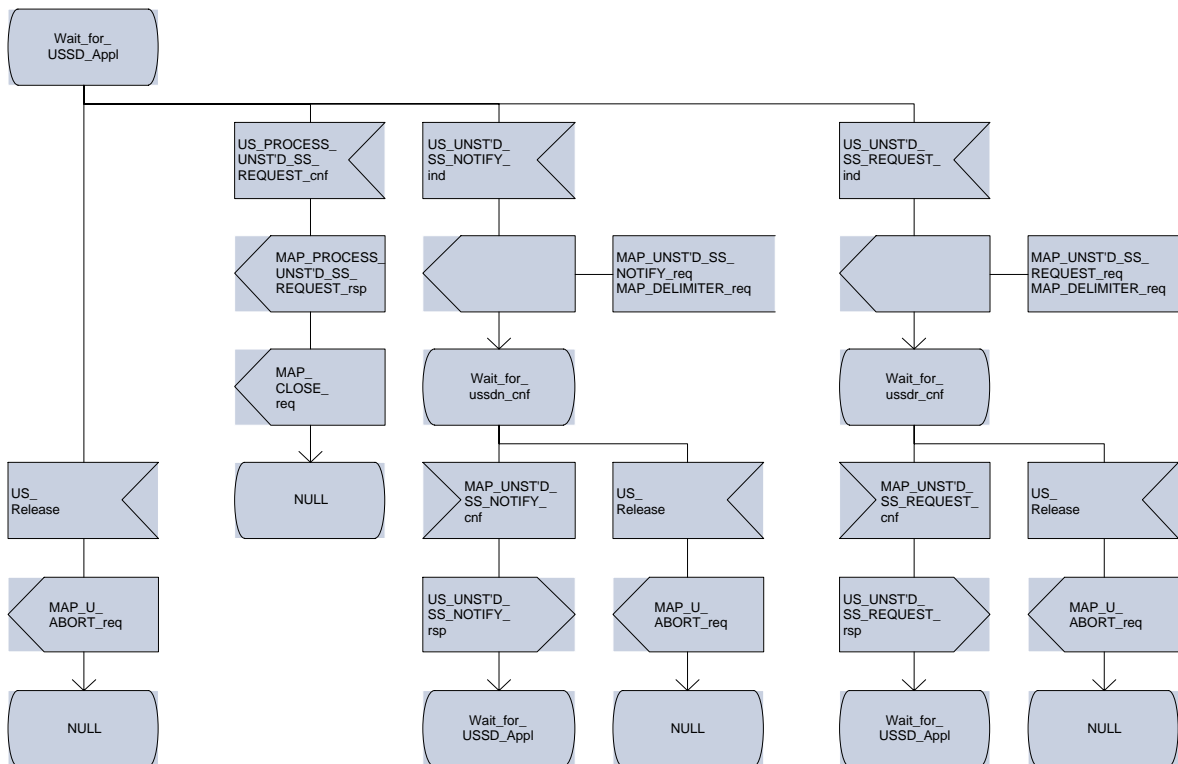 Wait_for_
USSD_Appl
US_PROCESS_
UNST'D_SS_
REQUEST_cnf
US_UNST'D_
SS_NOTIFY_
ind
US_UNST'D_
SS_REQUEST_
ind
MAP_PROCESS_
UNST'D_SS_
REQUEST_rsp
MAP_UNST'D_SS_
NOTIFY_req
MAP_DELIMITER_req
MAP_UNST'D_SS_
REQUEST_req
MAP_DELIMITER_req
MAP_
CLOSE_
req
Wait_for_
ussdn_cnf
Wait_for_
ussdr_cnf
US_
Release
NULL
MAP_UNST'D_
SS_NOTIFY_
cnf
US_
Release
MAP_UNST'D_
SS_REQUEST_
cnf
US_
Release
MAP_U_
ABORT_req
US_UNST'D_
SS_NOTIFY_
rsp
MAP_U_
ABORT_req
US_UNST'D_
SS_REQUEST_
rsp
MAP_U_
ABORT_req
NULL
Wait_for_
USSD_Appl
NULL
Wait_for_
USSD_Appl
NULL